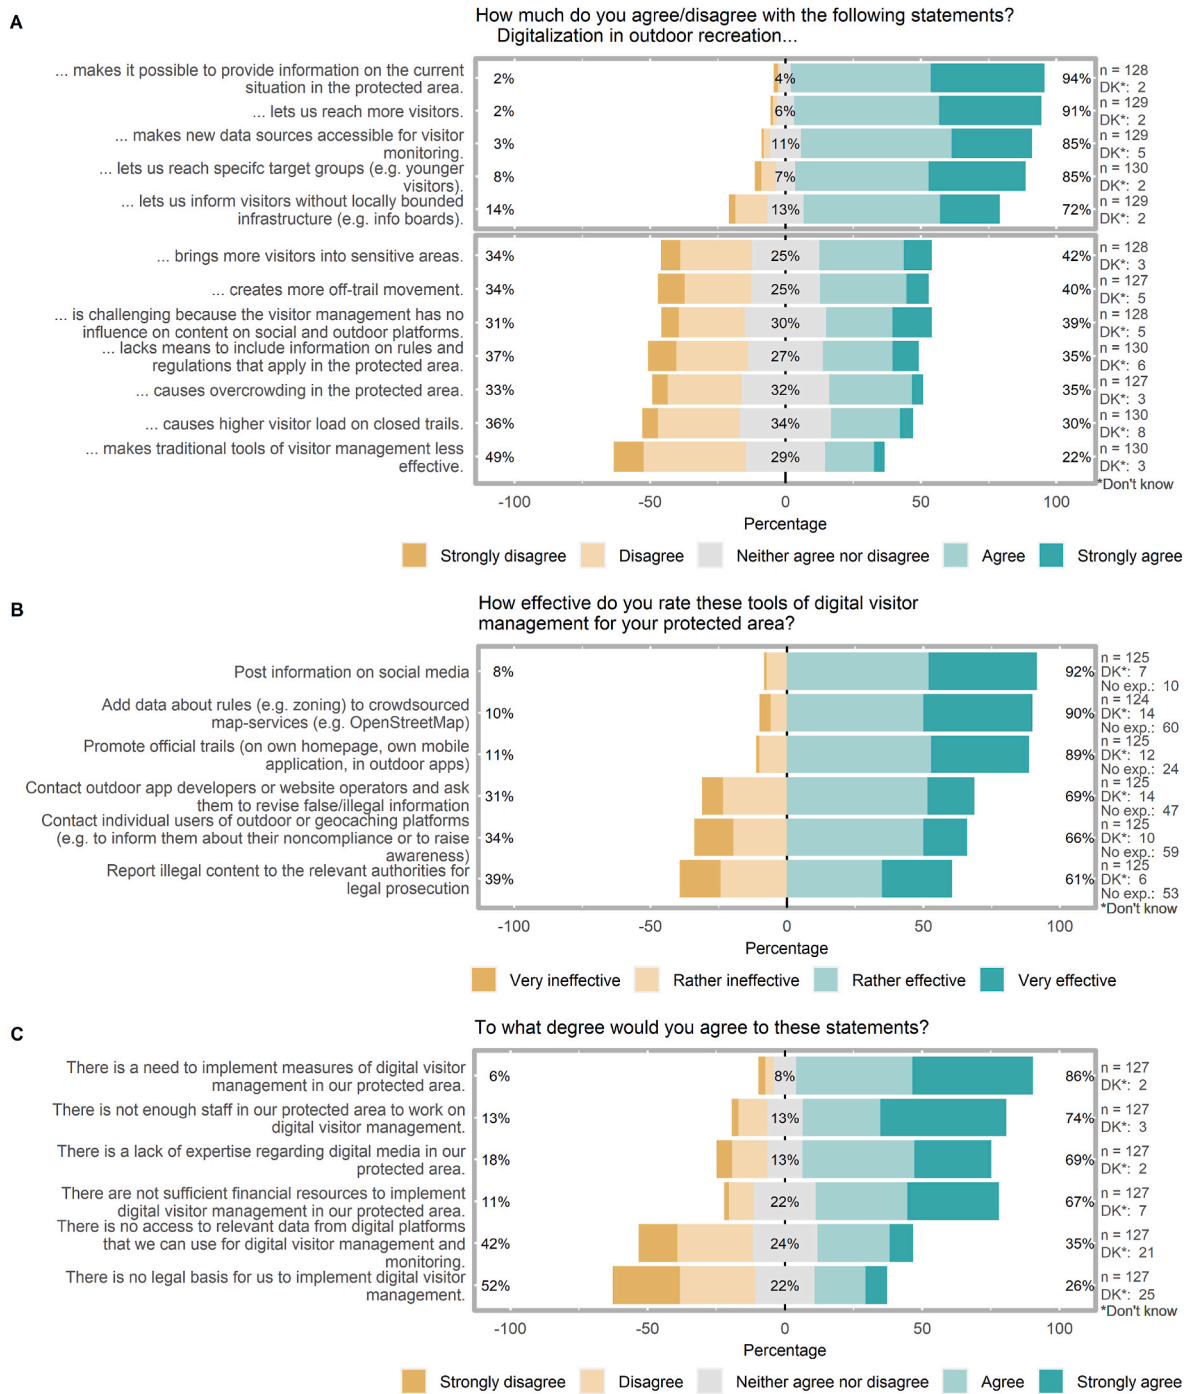 A
How much do you agree/disagree with the following statements?
Digitalization in outdoor recreation...
... makes it possible to provide information on the current
situation in the protected area.
2%
4%
94%
n = 128
DK*: 2
... lets us reach more visitors.
2%
6%
91%
n = 129
DK*: 2
... makes new data sources accessible for visitor
monitoring.
3%
11%
85%
n = 129
DK*: 5
... lets us reach specifc target groups (e.g. younger
visitors).
8%
7%
85%
n = 130
DK*: 2
... lets us inform visitors without locally bounded
infrastructure (e.g. info boards).
14%
13%
72%
n = 129
DK*: 2
... brings more visitors into sensitive areas.
34%
25%
42%
n = 128
DK*: 3
... creates more off-trail movement.
34%
25%
40%
n = 127
DK*: 5
... is challenging because the visitor management has no
influence on content on social and outdoor platforms.
31%
30%
39%
n = 128
DK*: 5
... lacks means to include information on rules and
regulations that apply in the protected area.
37%
27%
35%
n = 130
DK*: 6
... causes overcrowding in the protected area.
33%
32%
35%
n = 127
DK*: 3
... causes higher visitor load on closed trails.
36%
34%
30%
n = 130
DK*: 8
... makes traditional tools of visitor management less
effective.
49%
29%
22%
n = 130
DK*: 3
*Don't know
-100 -50 0 50 100
Percentage
Strongly disagree Disagree Neither agree nor disagree Agree Strongly agree
B
How effective do you rate these tools of digital visitor
management for your protected area?
Post information on social media
8%
92%
n = 125
DK*: 7
No exp.: 10
Add data about rules (e.g. zoning) to crowdsourced
map-services (e.g. OpenStreetMap)
10%
90%
n = 124
DK*: 14
No exp.: 60
Promote official trails (on own homepage, own mobile
application, in outdoor apps)
11%
89%
n = 125
DK*: 12
No exp.: 24
Contact outdoor app developers or website operators and ask
them to revise false/illegal information
31%
69%
n = 125
DK*: 14
No exp.: 47
Contact individual users of outdoor or geocaching platforms
(e.g. to inform them about their noncompliance or to raise
awareness)
34%
66%
n = 125
DK*: 10
No exp.: 59
Report illegal content to the relevant authorities for
legal prosecution
39%
61%
n = 125
DK*: 6
No exp.: 53
*Don't know
-100 -50 0 50 100
Percentage
Very ineffective Rather ineffective Rather effective Very effective
C
To what degree would you agree to these statements?
There is a need to implement measures of digital visitor
management in our protected area.
6%
8%
86%
n = 127
DK*: 2
There is not enough staff in our protected area to work on
digital visitor management.
13%
13%
74%
n = 127
DK*: 3
There is a lack of expertise regarding digital media in our
protected area.
18%
13%
69%
n = 127
DK*: 2
There are not sufficient financial resources to implement
digital visitor management in our protected area.
11%
22%
67%
n = 127
DK*: 7
There is no access to relevant data from digital platforms
that we can use for digital visitor management and
monitoring.
42%
24%
35%
n = 127
DK*: 21
There is no legal basis for us to implement digital visitor
management.
52%
22%
26%
n = 127
DK*: 25
*Don't know
-100 -50 0 50 100
Percentage
Strongly disagree Disagree Neither agree nor disagree Agree Strongly agree